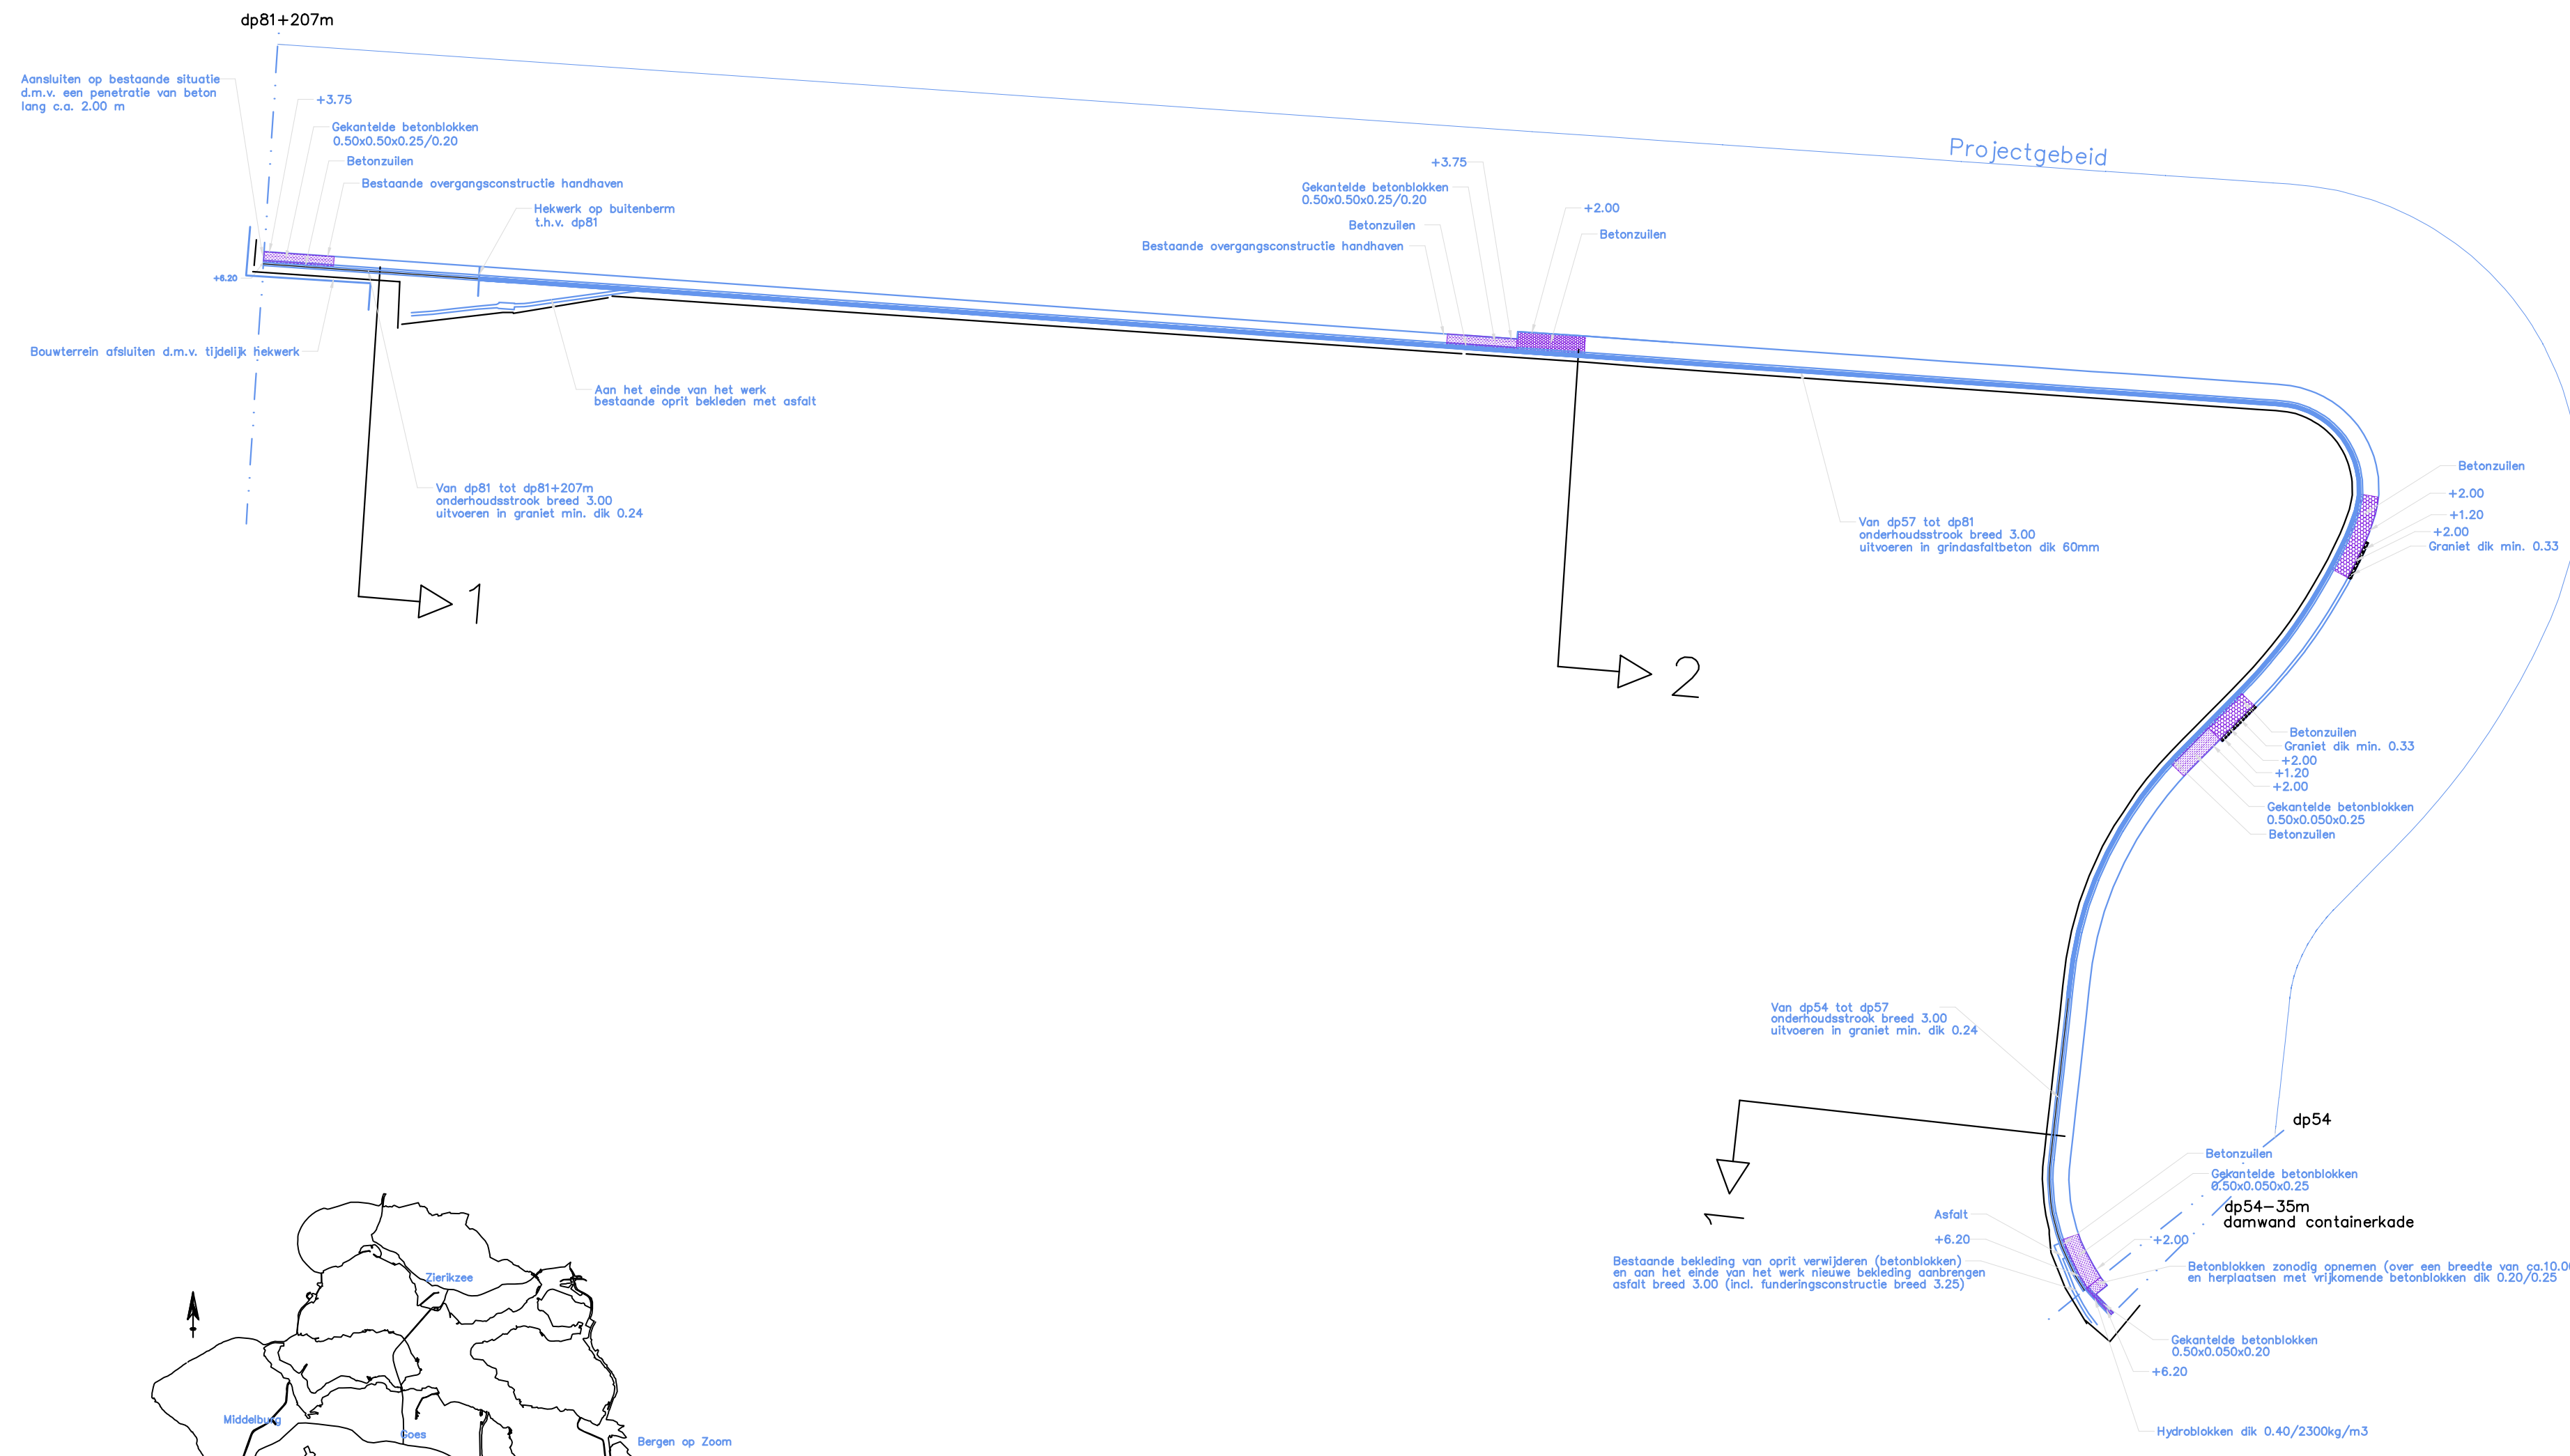 dp81+207m
Aansluiten op bestaande situatie
d.m.v. een penetratie van beton
lang c.a. 2.00 m
+3.75
Gekantelde betonblokken
0.50x0.50x0.25/0.20
Betonzuilen
Bestaande overgangsconstructie handhaven
Hekwerk op buitenberm
t.h.v. dp81
+6.20
Bouwterrein afsluiten d.m.v. tijdelijk hekwerk
Aan het einde van het werk
bestaande oprit bekleden met asfalt
Van dp81 tot dp81+207m
onderhoudsstrook breed 3.00
uitvoeren in graniet min. dik 0.24
1
Projectgebeid
+3.75
Gekantelde betonblokken
0.50x0.50x0.25/0.20
Betonzuilen
Bestaande overgangsconstructie handhaven
+2.00
Betonzuilen
2
Van dp57 tot dp81
onderhoudsstrook breed 3.00
uitvoeren in grindasfaltbeton dik 60mm
Betonzuilen
+2.00
+1.20
+2.00
Graniet dik min. 0.33
Betonzuilen
Graniet dik min. 0.33
+2.00
+1.20
+2.00
Gekantelde betonblokken
0.50x0.050x0.25
Betonzuilen
Van dp54 tot dp57
onderhoudsstrook breed 3.00
uitvoeren in graniet min. dik 0.24
1
dp54
Betonzuilen
Gekantelde betonblokken
0.50x0.050x0.25
dp54-35m
damwand containerkade
Asfalt
+6.20
+2.00
Bestaande bekleding van oprit verwijderen (betonblokken)
en aan het einde van het werk nieuwe bekleding aanbrengen
asfalt breed 3.00 (incl. funderingsconstructie breed 3.25)
Betonblokken zonodig opnemen (over een breedte van ca.10.0
en herplaatsen met vrijkomende betonblokken dik 0.20/0.25
Gekantelde betonblokken
0.50x0.050x0.20
+6.20
Hydroblokken dik 0.40/2300kg/m3
Zierikzee
Middelburg
Goes
Bergen op Zoom